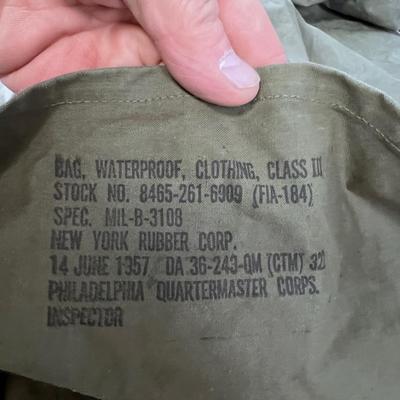 BAG, WATERPROOF, CLOTHING, CLASS III
STOCK NO. 8465-261-6909 (FIA-184)
SPEC. MIL-B-3108
NEW YORK RUBBER CORP.
14 JUNE 1957 DA 36-243-QM (CTM) 32
PHILADELPHIA QUARTERMASTER CORPS.
INSPECTOR